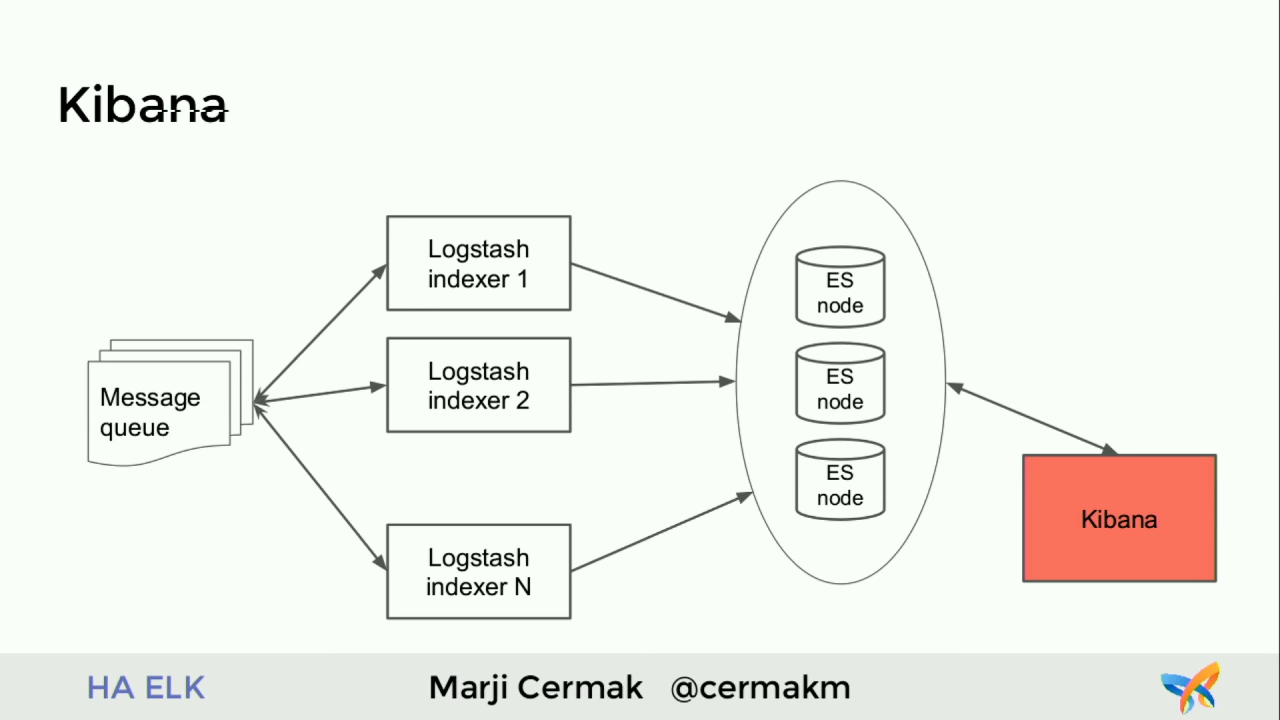 Kibana
Logstash
indexer 1
Logstash
indexer 2
Message
queue
Logstash
indexer N
ES
node
ES
node
ES
node
Kibana
HA ELK
Marji Cermak @cermakm